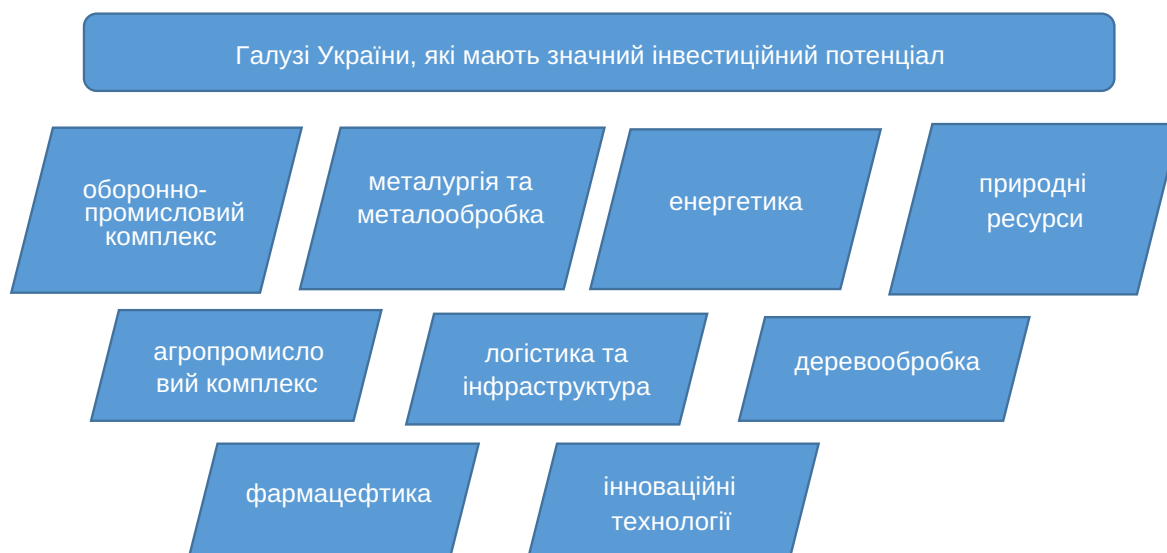 Галузі України, які мають значний інвестиційний потенціал
оборонно-
промисловий
комплекс
металургія та
металообробка
енергетика
природні
ресурси
агропромисло
вий комплекс
логістика та
інфраструктура
деревообробка
фармацефтика
інноваційні
технології